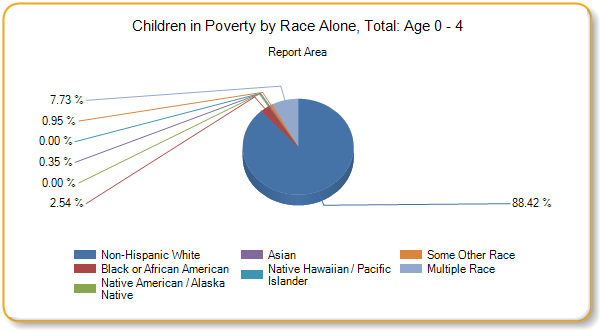 Children in Poverty by Race Alone, Total: Age 0 - 4
Report Area
7.73 %
0.95 %
0.00 %
0.35 %
0.00 %
2.54 %
88.42 %
Non-Hispanic White
Black or African American
Native American / Alaska
Native
Asian
Native Hawaiian / Pacific
Islander
Some Other Race
Multiple Race